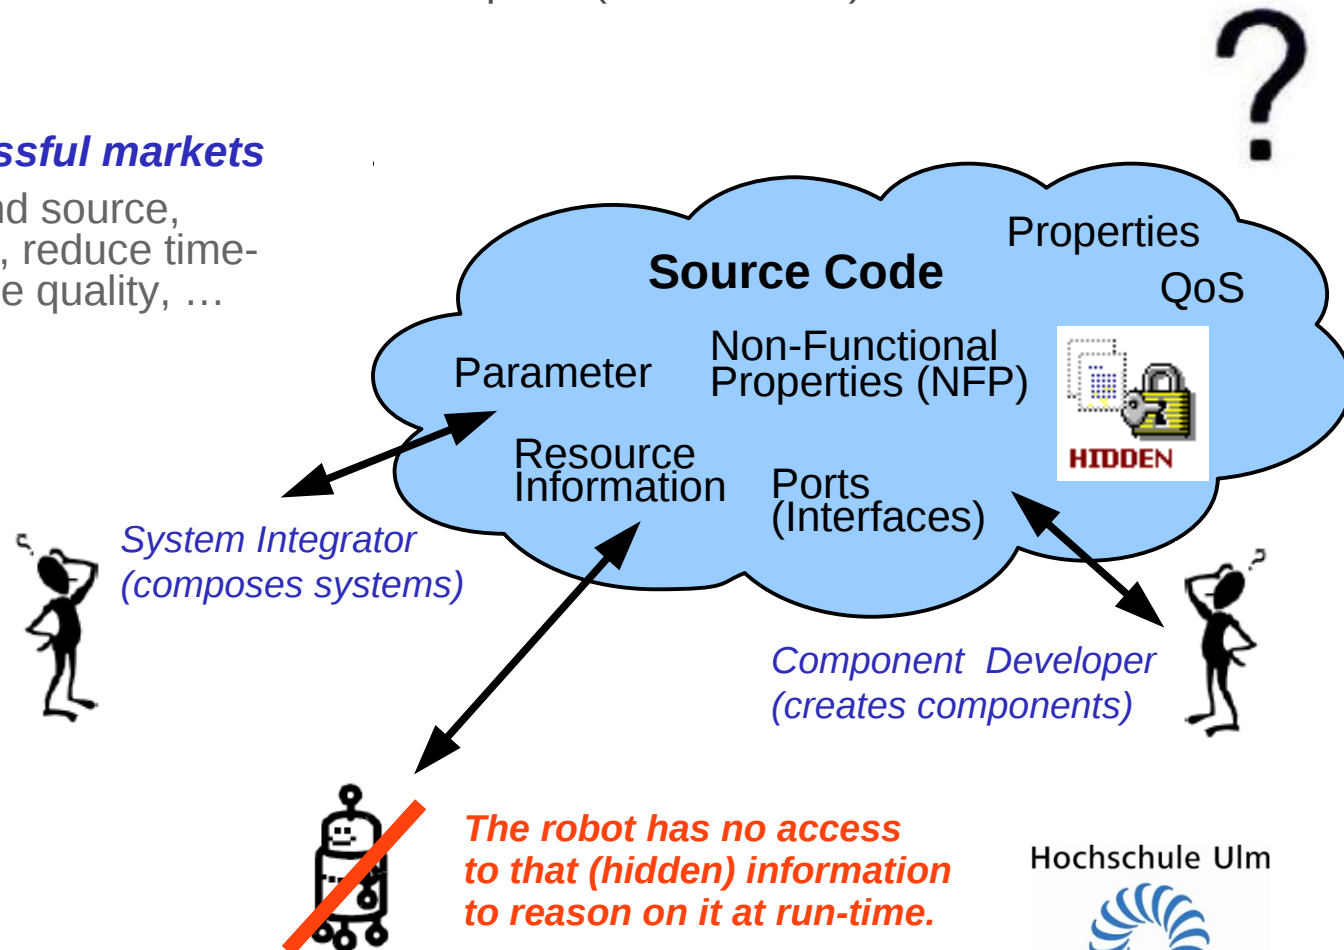 ssful markets
nd source,
, reduce time-
e quality, …
Properties
Source Code
QoS
Non-Functional
Properties (NFP)
Parameter
HIDDEN
Resource
Information
Ports
(Interfaces)
System Integrator
(composes systems)
Component Developer
(creates components)
?
The robot has no access
to that (hidden) information
to reason on it at run-time.
Hochschule Ulm